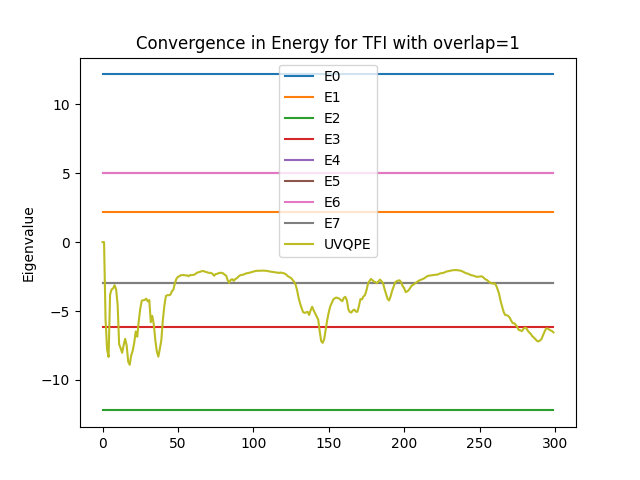 Convergence in Energy for TFI with overlap=1
Eigenvalue
10
5
0
−5
−10
0
50
100
150
200
250
300
E0
E1
E2
E3
E4
E5
E6
E7
UVQPE